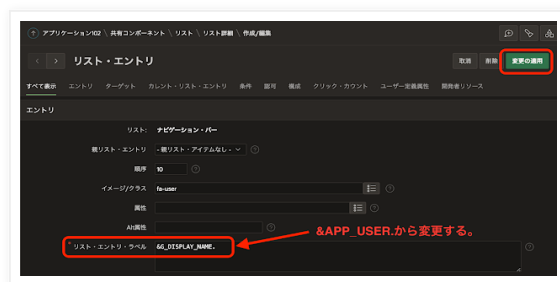 アプリケーション102 \ 共有コンポーネント \ リスト \ リスト詳細 \ 作成/編集
リスト・エントリ
取消 削除 変更の適用
すべて表示 エントリ ターゲット カレント・リスト・エントリ 条件 認可 構成 クリック・カウント ユーザー定義属性 開発者リソース
エントリ
リスト: ナビゲーション・バー
親リスト・エントリ - 親リスト・アイテムなし -
順序 10
イメージ/クラス fa-user
属性
Alt属性
&APP_USER.から変更する。
* リスト・エントリ・ラベル &G_DISPLAY_NAME.